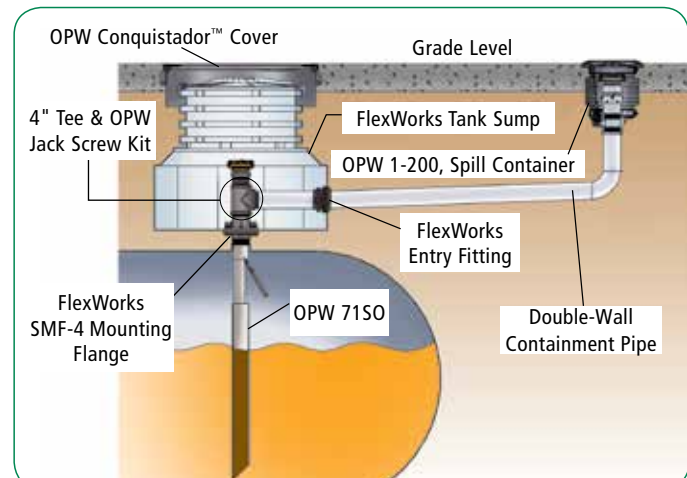 OPW Conquistador™ Cover
Grade Level
4" Tee & OPW
Jack Screw Kit
FlexWorks Tank Sump
OPW 1-200, Spill Container
FlexWorks
Entry Fitting
FlexWorks
SMF-4 Mounting
Flange
OPW 71SO
Double-Wall
Containment Pipe